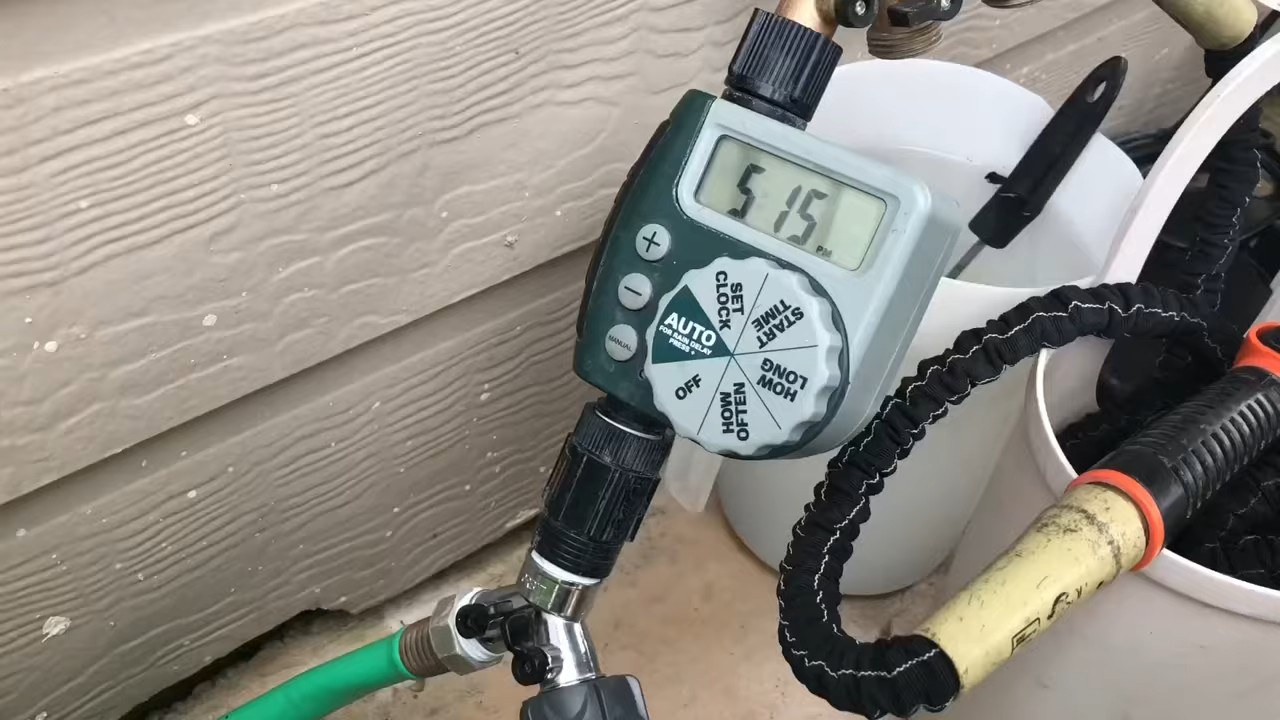 5 15
PM
+
−
MANUAL
SET
CLOCK
START
TIME
HOW
LONG
HOW
OFTEN
OFF
AUTO
FOR RAIN DELAY
PRESS +